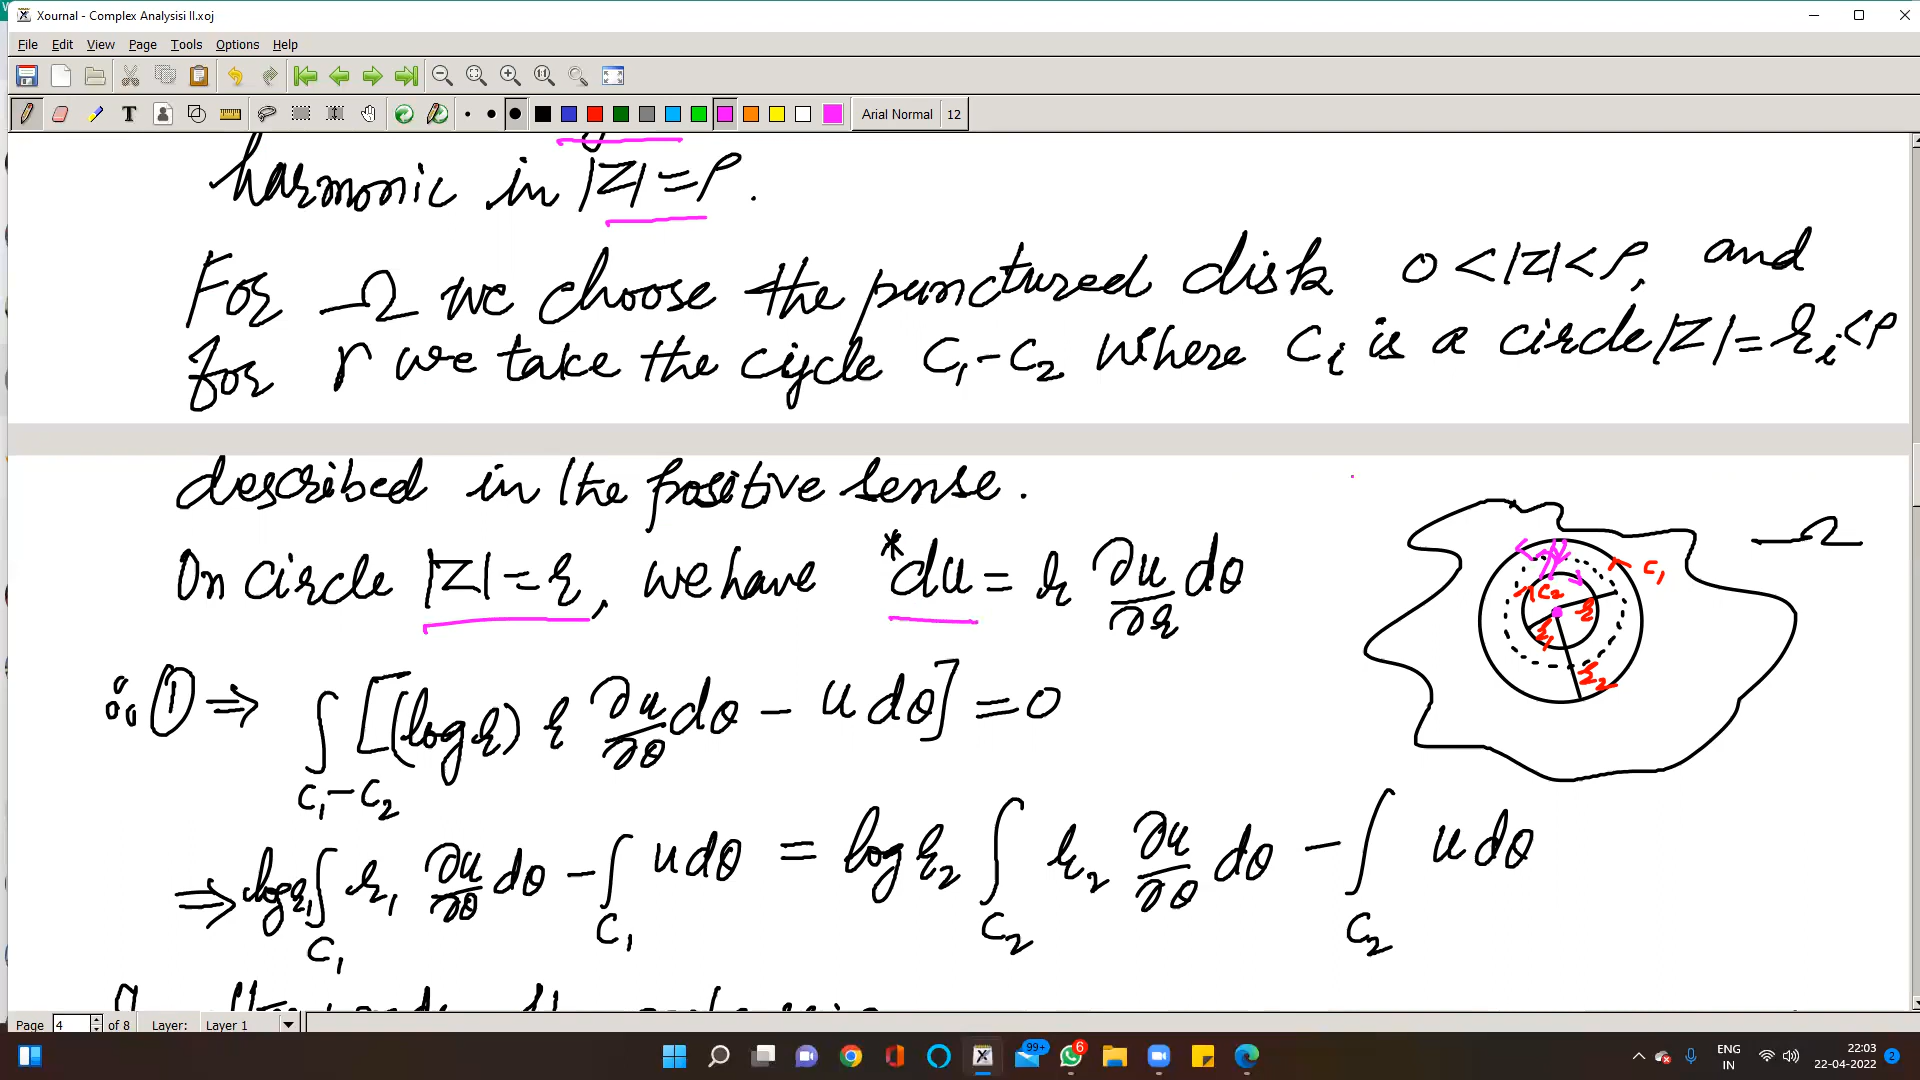 Xournal - Complex Analysisi II.xoj
File Edit View Page Tools Options Help
Arial Normal 12
harmonic in |Z|=ρ.
For Ω we choose the punctured disk 0<|Z|<ρ, and
for γ we take the cycle C₁-C₂ where Cᵢ is a circle |Z|=rᵢ<ρ
described in the positive sense.
On circle |Z|=r, we have *du = r ∂u/∂r dθ
∴ ① ⇒ ∫_{C₁-C₂} [(log r) r ∂u/∂θ dθ - u dθ] = 0
⇒ log r₁ ∫_{C₁} r₁ ∂u/∂θ dθ - ∫_{C₁} u dθ = log r₂ ∫_{C₂} r₂ ∂u/∂θ dθ - ∫_{C₂} u dθ
Ω
C₁
C₂
r
r₁
r₂
Page 4 of 8 Layer: Layer 1
99+
6
ENG
IN
22:03
22-04-2022
2